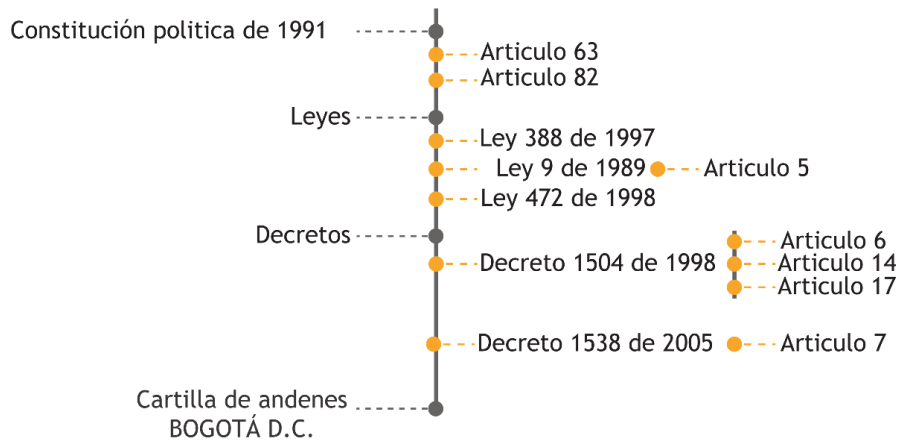 Constitución politica de 1991
Articulo 63
Articulo 82
Leyes
Ley 388 de 1997
Ley 9 de 1989
Articulo 5
Ley 472 de 1998
Decretos
Decreto 1504 de 1998
Articulo 6
Articulo 14
Articulo 17
Decreto 1538 de 2005
Articulo 7
Cartilla de andenes
BOGOTÁ D.C.